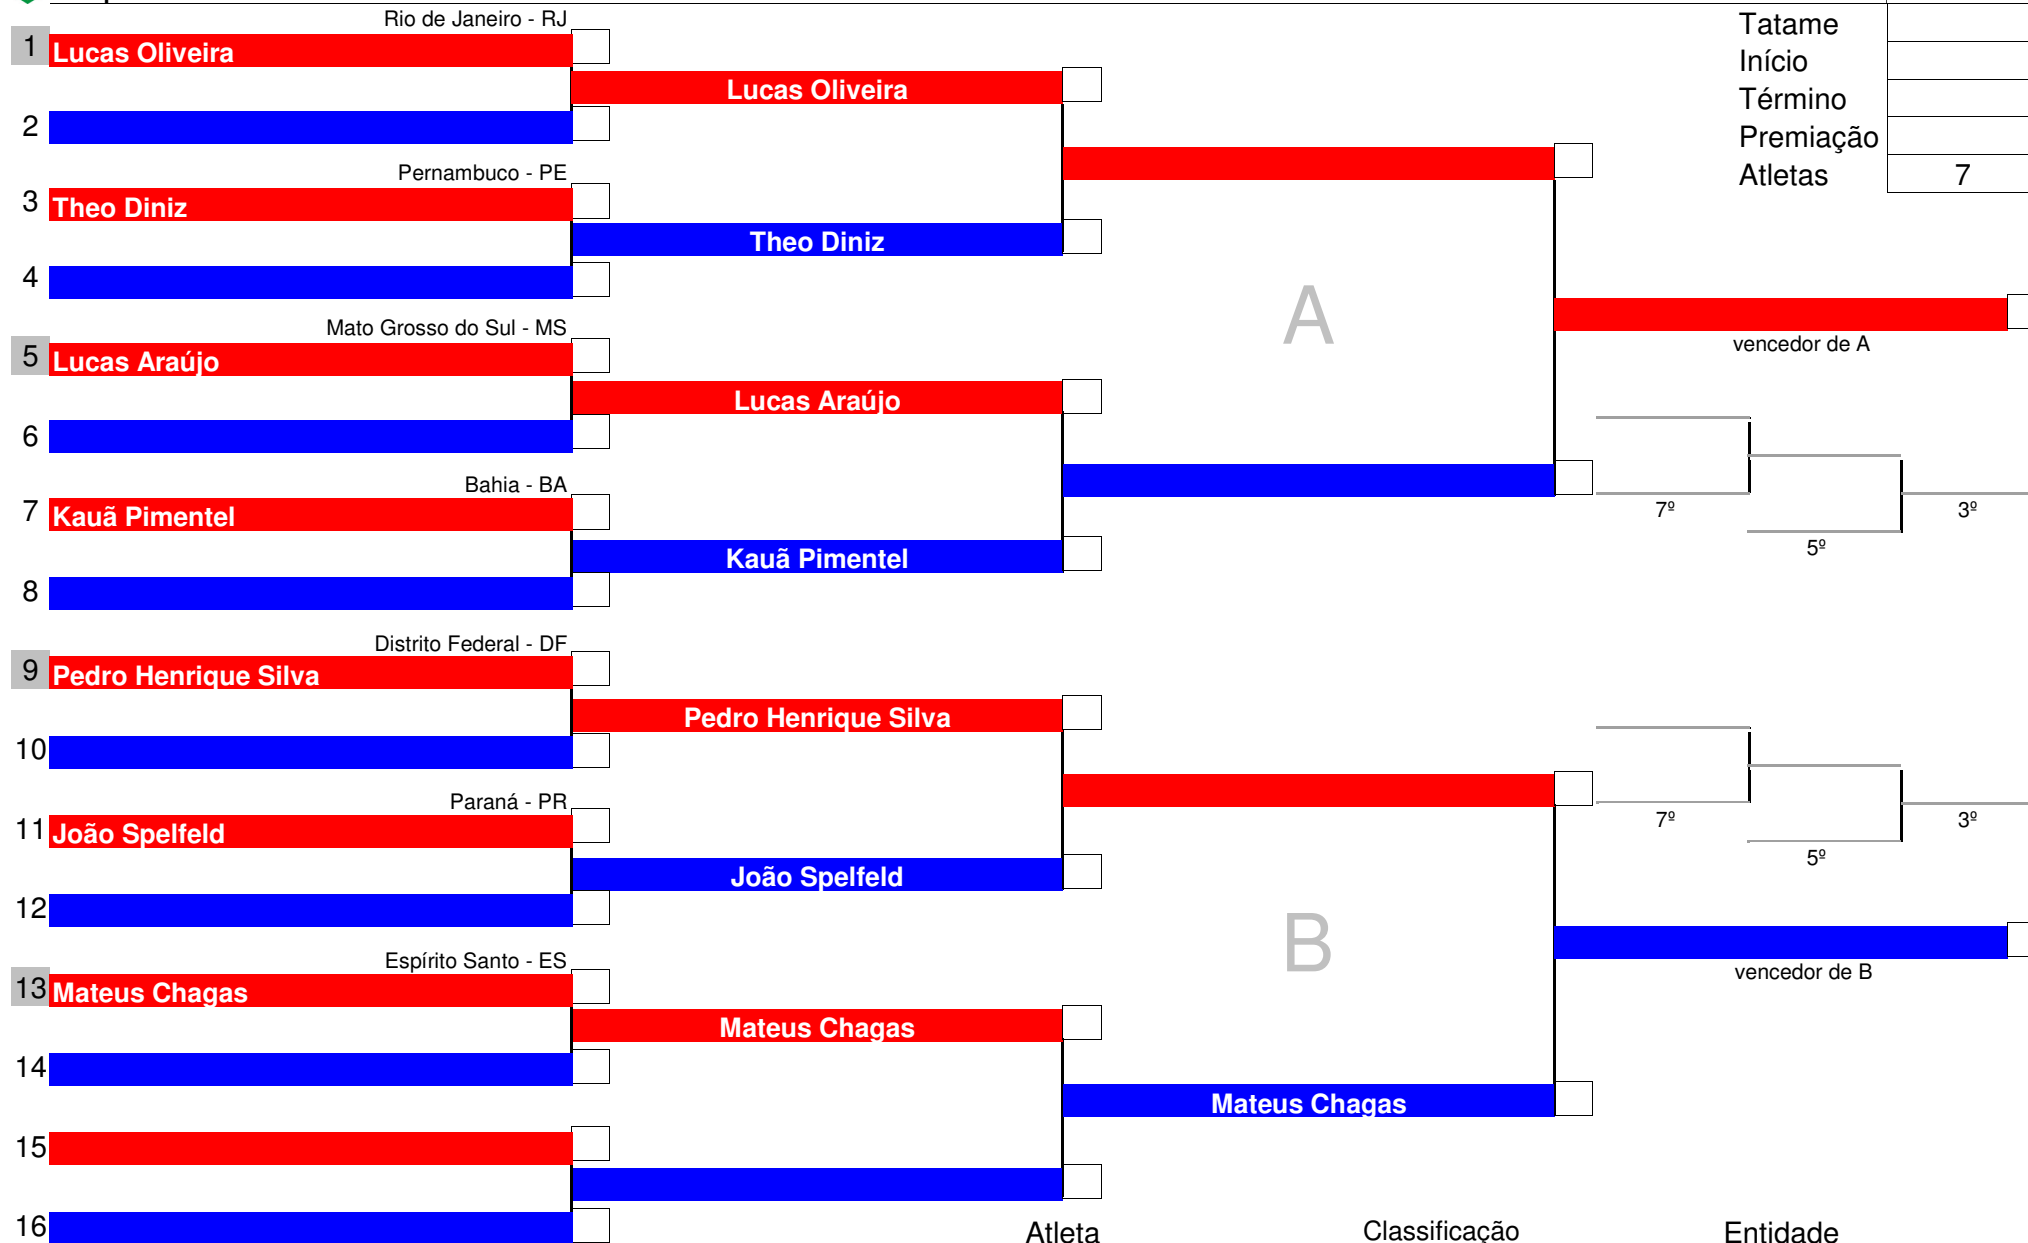 Rio de Janeiro - RJ
1 Lucas Oliveira
Lucas Oliveira
2
Pernambuco - PE
3 Theo Diniz
Theo Diniz
4
Mato Grosso do Sul - MS
5 Lucas Araújo
Lucas Araújo
6
Bahia - BA
7 Kauã Pimentel
Kauã Pimentel
8
Distrito Federal - DF
9 Pedro Henrique Silva
Pedro Henrique Silva
10
Paraná - PR
11 João Spelfeld
João Spelfeld
12
Espírito Santo - ES
13 Mateus Chagas
Mateus Chagas
14
Mateus Chagas
15
16
A
B
Tatame
Início
Término
Premiação
Atletas 7
vencedor de A
7º
3º
5º
7º
3º
5º
vencedor de B
Atleta Classificação Entidade